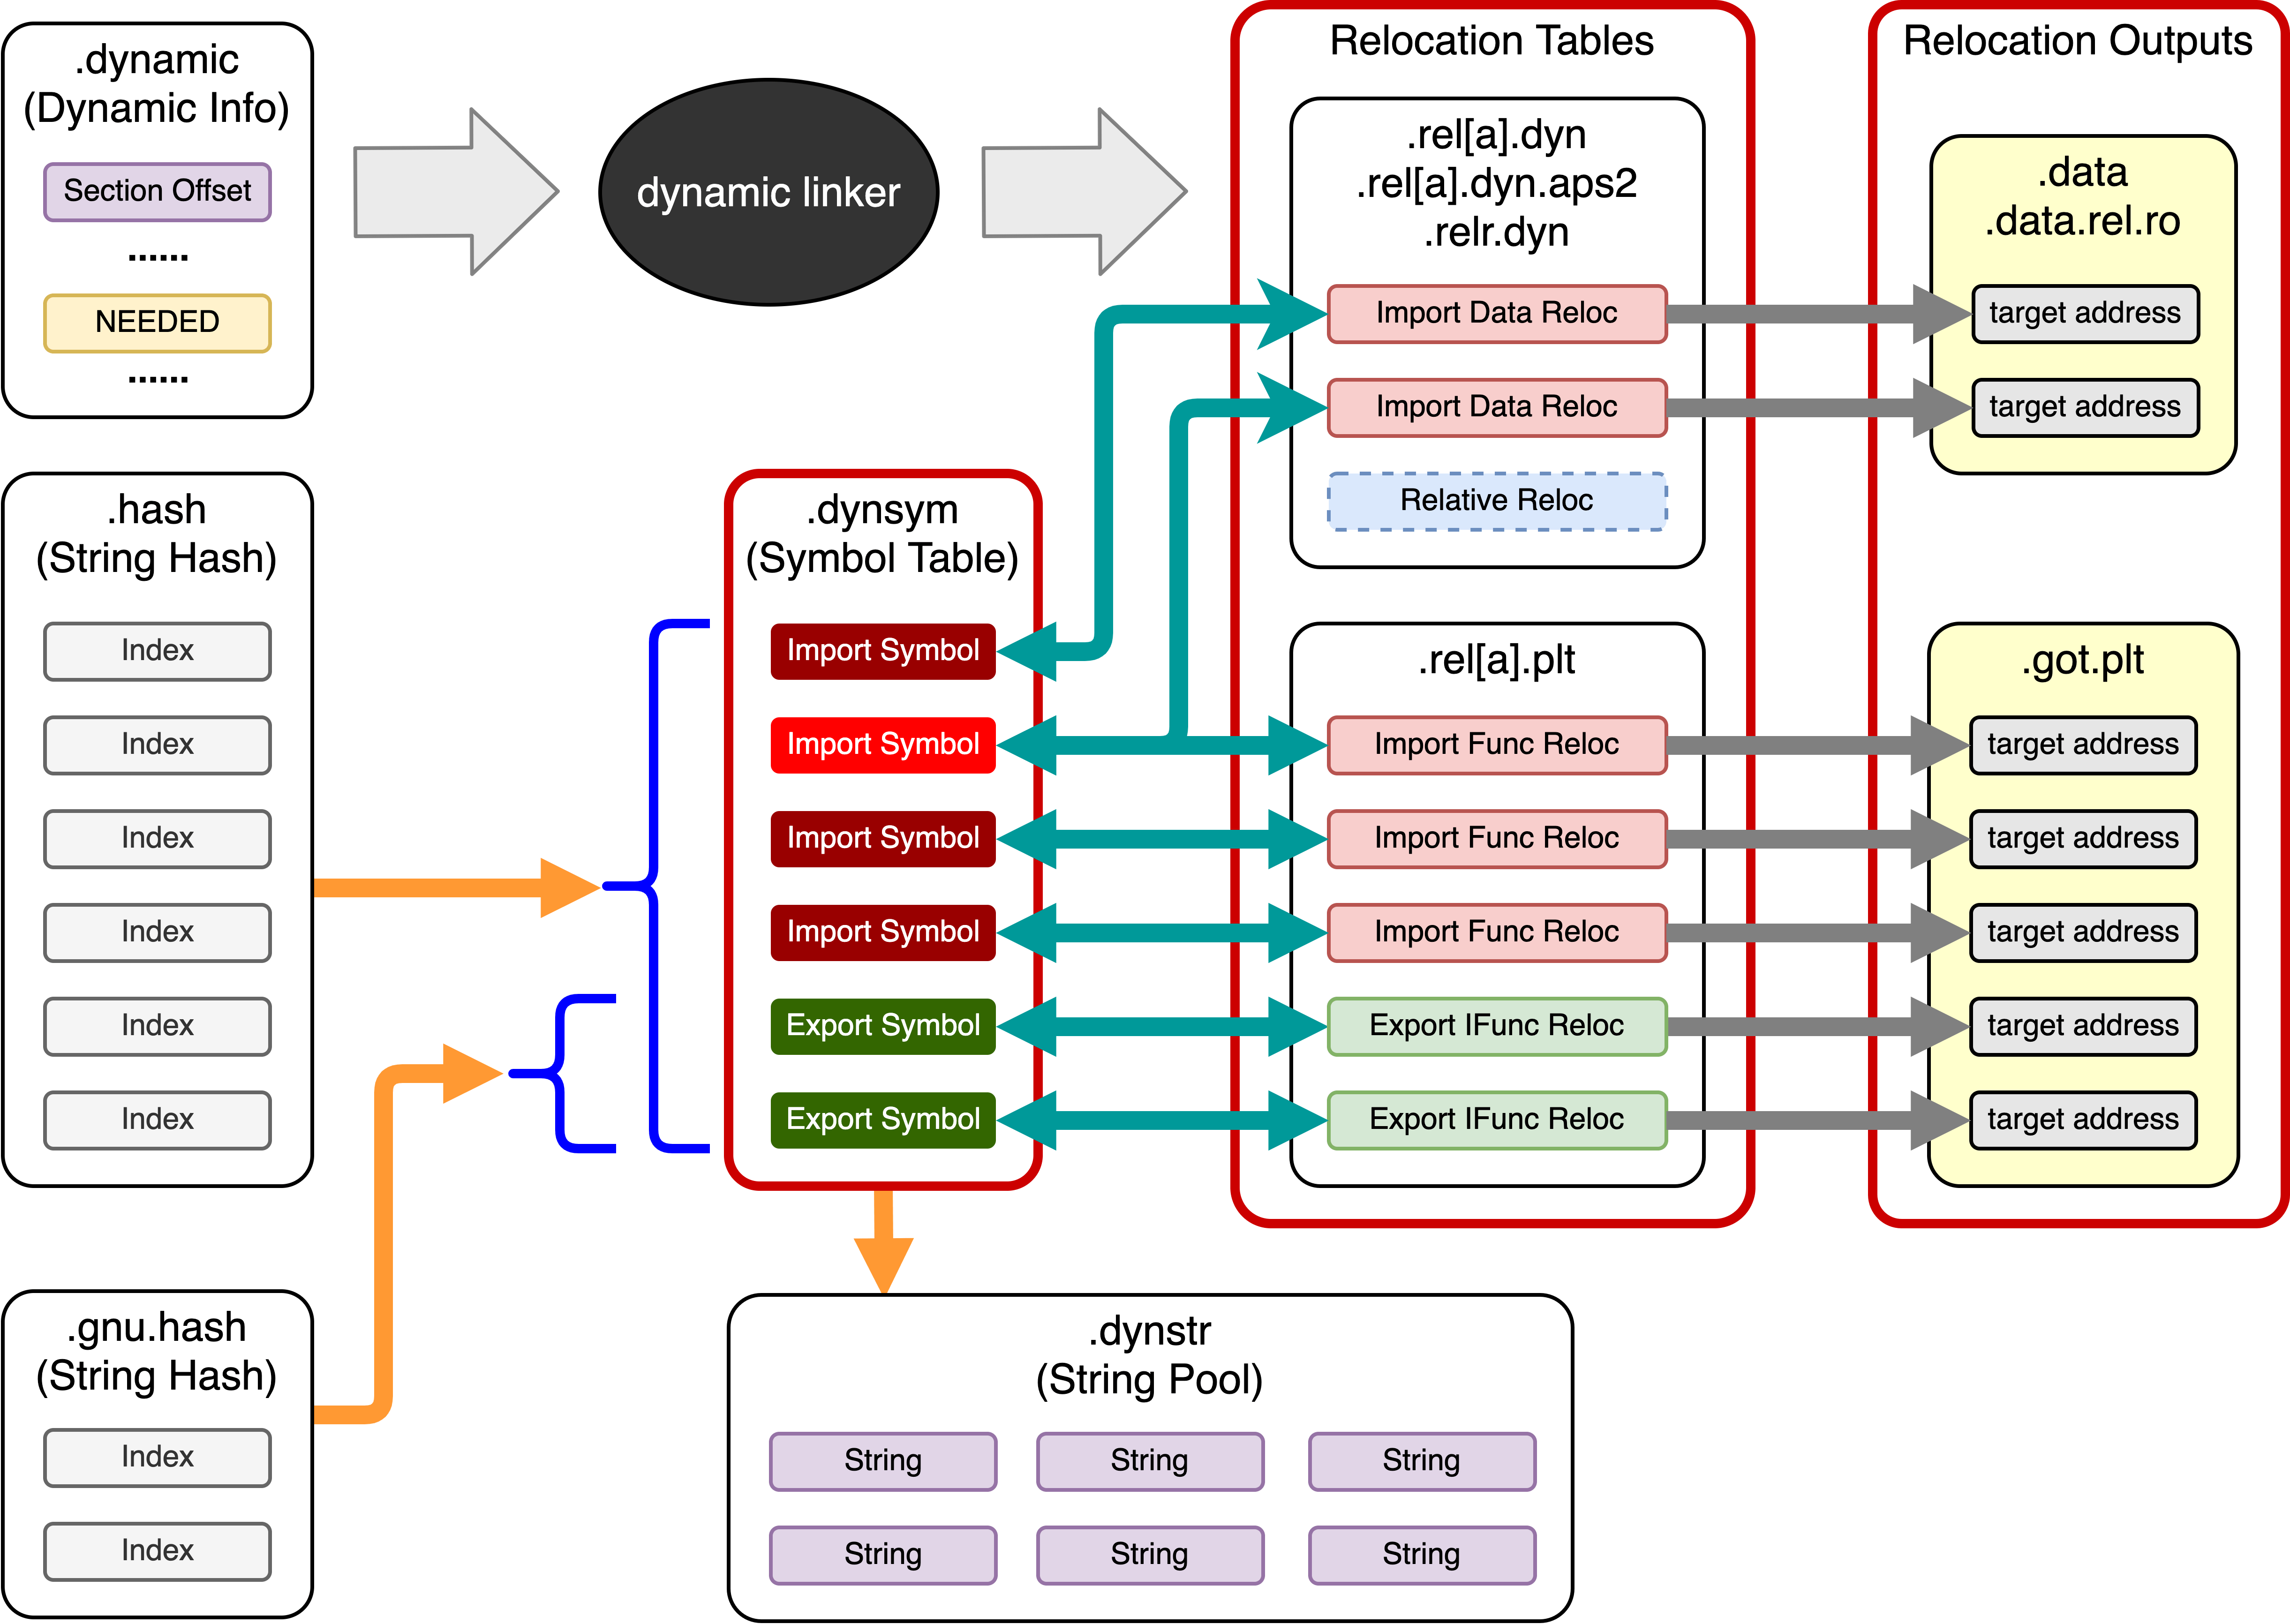 .dynamic
(Dynamic Info)
Section Offset
......
NEEDED
......
dynamic linker
Relocation Tables
.rel[a].dyn
.rel[a].dyn.aps2
.relr.dyn
Import Data Reloc
Import Data Reloc
Relative Reloc
.rel[a].plt
Import Func Reloc
Import Func Reloc
Import Func Reloc
Export IFunc Reloc
Export IFunc Reloc
Relocation Outputs
.data
.data.rel.ro
target address
target address
.got.plt
target address
target address
target address
target address
target address
.hash
(String Hash)
Index
Index
Index
Index
Index
Index
.dynsym
(Symbol Table)
Import Symbol
Import Symbol
Import Symbol
Import Symbol
Export Symbol
Export Symbol
.gnu.hash
(String Hash)
Index
Index
.dynstr
(String Pool)
String
String
String
String
String
String